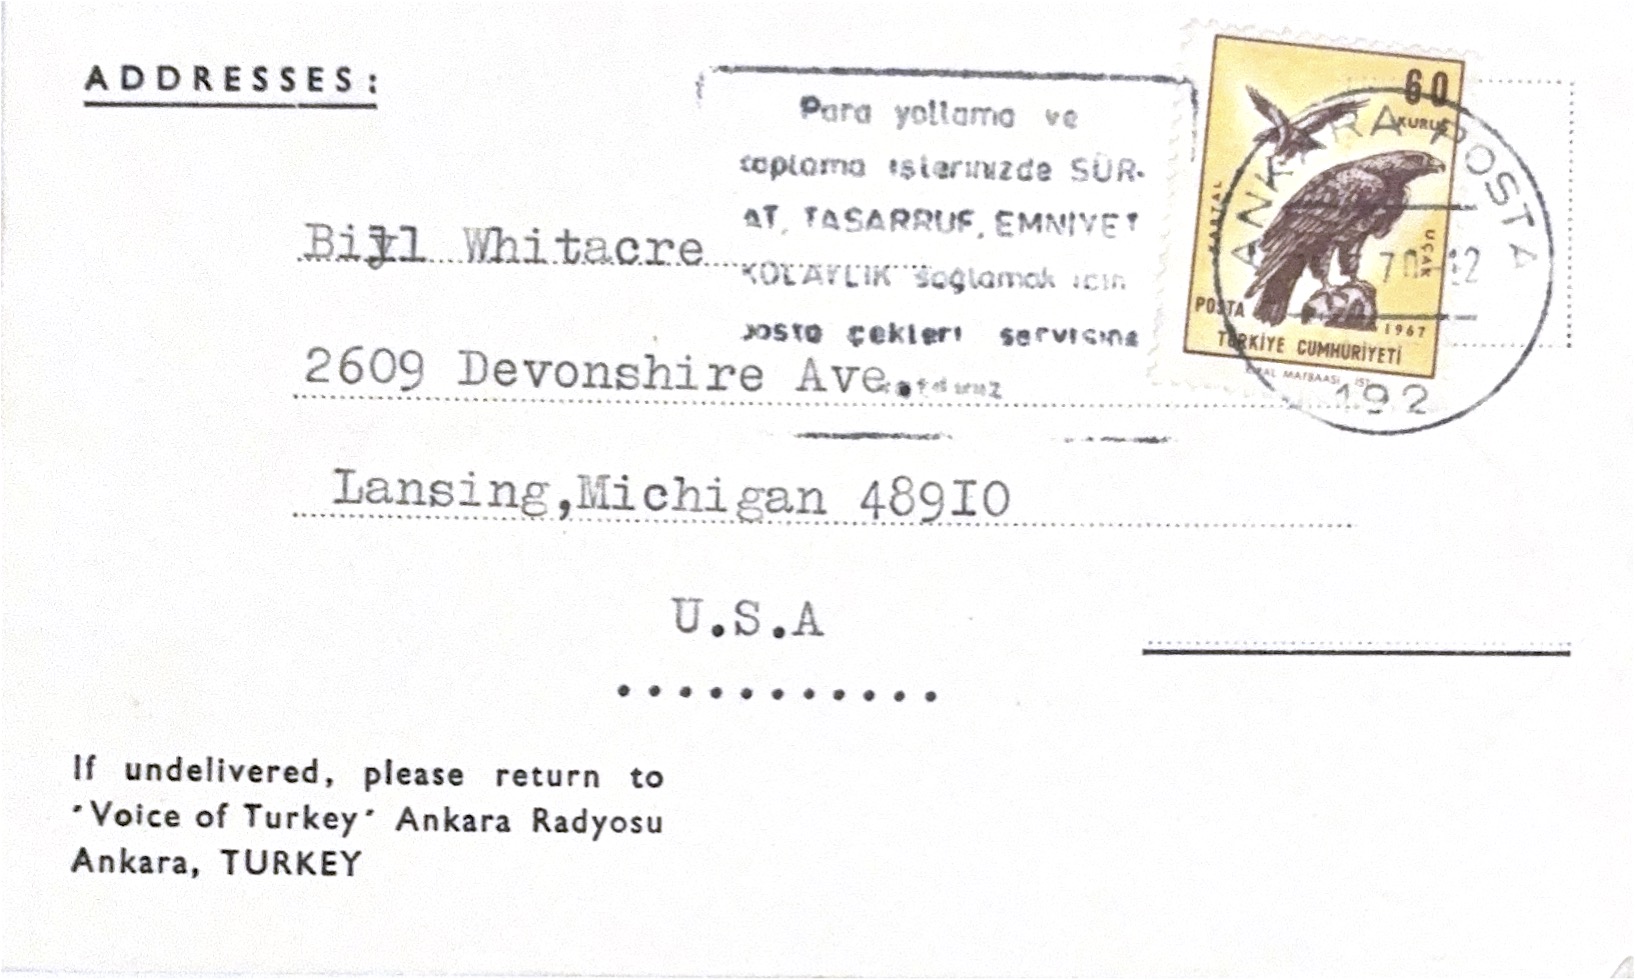 ADDRESSES:
Para yollama ve
toplama işlerinizde SÜR-
AT, TASARRUF, EMNİYET
KOLAYLIK sağlamak için
posta çekleri servisine
60
KURUŞ
KARTAL
UÇAK
POSTA
1967
TÜRKİYE CUMHURİYETİ
ANKARA POSTA
192
Bill Whitacre
2609 Devonshire Ave.
Lansing,Michigan 489IO
U.S.A
If undelivered, please return to
"Voice of Turkey" Ankara Radyosu
Ankara, TURKEY